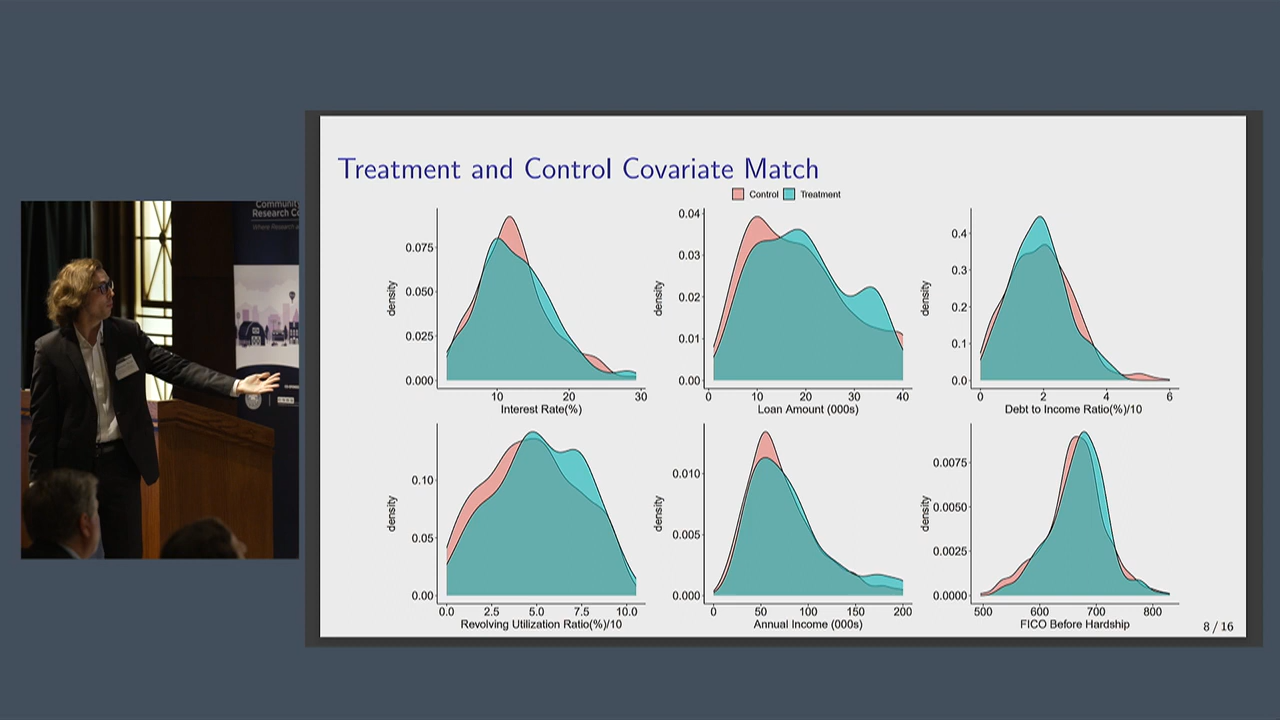 Community
Research Co
Where Research
Treatment and Control Covariate Match
Control Treatment
density
0.075
0.050
0.025
0.000
10 20 30
Interest Rate(%)
density
0.04
0.03
0.02
0.01
0.00
0 10 20 30 40
Loan Amount (000s)
density
0.4
0.3
0.2
0.1
0.0
0 2 4 6
Debt to Income Ratio(%)/10
density
0.10
0.05
0.00
0.0 2.5 5.0 7.5 10.0
Revolving Utilization Ratio(%)/10
density
0.010
0.005
0.000
0 50 100 150 200
Annual Income (000s)
density
0.0075
0.0050
0.0025
0.0000
500 600 700 800
FICO Before Hardship
8 / 16